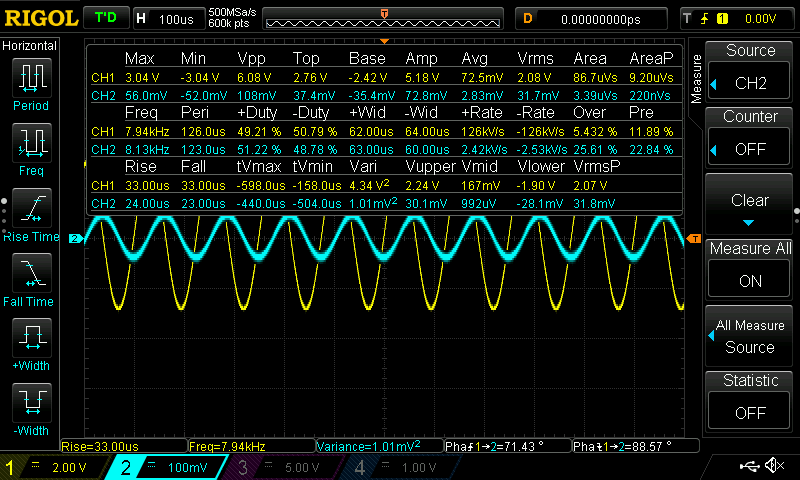 RIGOL T'D H 100us 500MSa/s 600k pts T D 0.00000000ps T 1 0.00V
Horizontal
Period
Freq
Rise Time
Fall Time
+Width
-Width
Max Min Vpp Top Base Amp Avg Vrms Area AreaP
CH1 3.04 V -3.04 V 6.08 V 2.76 V -2.42 V 5.18 V 72.5mV 2.08 V 86.7uVs 9.20uVs
CH2 56.0mV -52.0mV 108mV 37.4mV -35.4mV 72.8mV 2.83mV 31.7mV 3.39uVs 220nVs
Freq Peri +Duty -Duty +Wid -Wid +Rate -Rate Over Pre
CH1 7.94kHz 126.0us 49.21 % 50.79 % 62.00us 64.00us 126kV/s -126kV/s 5.432 % 11.89 %
CH2 8.13kHz 123.0us 51.22 % 48.78 % 63.00us 60.00us 2.42kV/s -2.53kV/s 25.61 % 22.84 %
Rise Fall tVmax tVmin Vari Vupper Vmid Vlower VrmsP
CH1 33.00us 33.00us -598.0us -158.0us 4.34 V² 2.24 V 167mV -1.90 V 2.07 V
CH2 24.00us 23.00us -440.0us -504.0us 1.01mV² 30.1mV 992uV -28.1mV 31.8mV
2
T
Measure
Source
CH2
Counter
OFF
Clear
Measure All
ON
All Measure
Source
Statistic
OFF
Rise=33.00us Freq=7.94kHz Variance=1.01mV² Pha1→2=71.43 ° Pha1→2=88.57 °
1 2.00 V 2 100mV 3 5.00 V 4 1.00 V